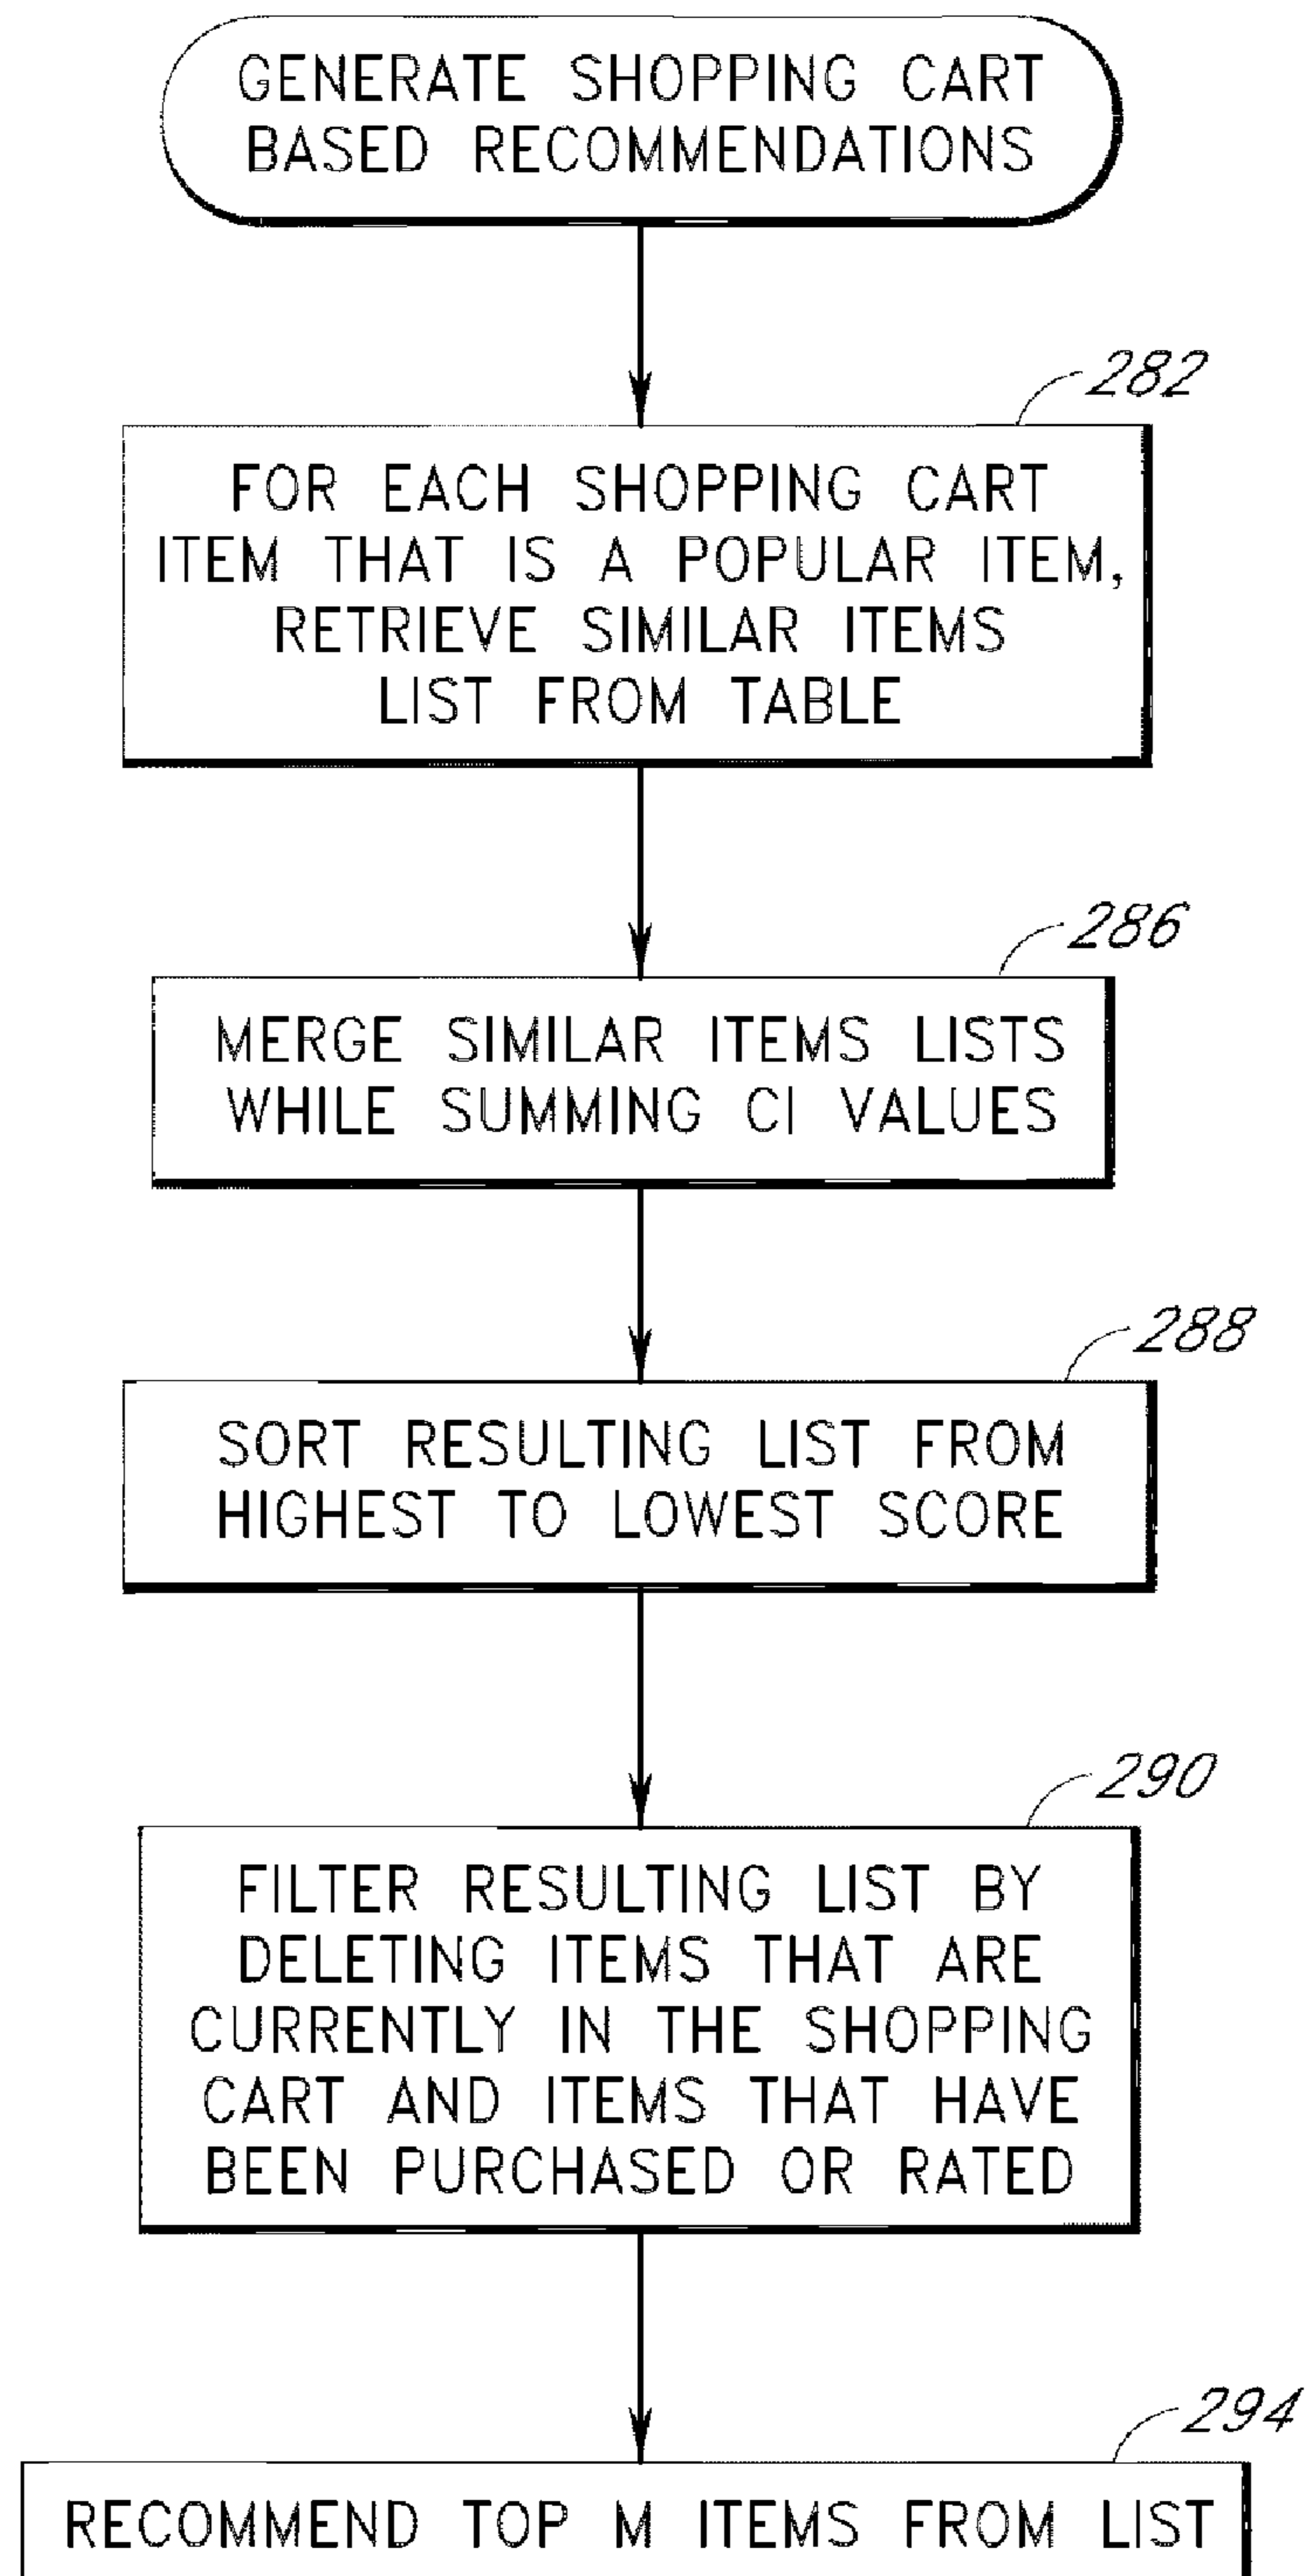 GENERATE SHOPPING CART
BASED RECOMMENDATIONS
282
FOR EACH SHOPPING CART
ITEM THAT IS A POPULAR ITEM,
RETRIEVE SIMILAR ITEMS
LIST FROM TABLE
286
MERGE SIMILAR ITEMS LISTS
WHILE SUMMING CI VALUES
288
SORT RESULTING LIST FROM
HIGHEST TO LOWEST SCORE
290
FILTER RESULTING LIST BY
DELETING ITEMS THAT ARE
CURRENTLY IN THE SHOPPING
CART AND ITEMS THAT HAVE
BEEN PURCHASED OR RATED
294
RECOMMEND TOP M ITEMS FROM LIST